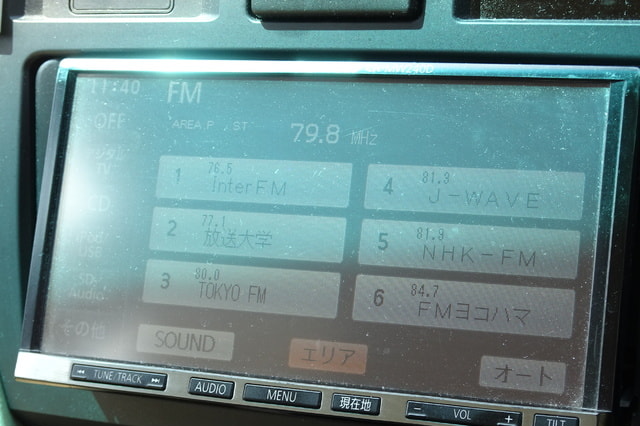 11:40
FM
AREA P. ST
79.8 MHz
OFF
TV
CD
SD
Audio
その他
1 76.5 InterFM
2 77.1 放送大学
3 80.0 TOKYO FM
4 81.3 J-WAVE
5 81.9 NHK-FM
6 84.7 FMヨコハマ
SOUND
エリア
オート
TUNE/TRACK
AUDIO
MENU
現在地
− VOL +
TILT